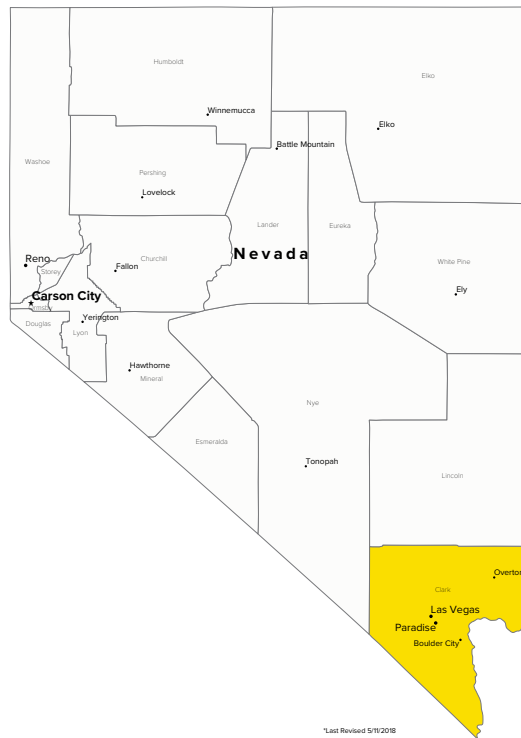 Humboldt
Elko
Winnemucca
Elko
Battle Mountain
Washoe
Pershing
Lovelock
Lander
Eureka
Nevada
Reno
Storey
Churchill
Fallon
White Pine
Ely
Carson City
Ormsby
Yerington
Douglas
Lyon
Hawthorne
Mineral
Nye
Esmeralda
Tonopah
Lincoln
Overton
Clark
Las Vegas
Paradise
Boulder City
*Last Revised 5/11/2018